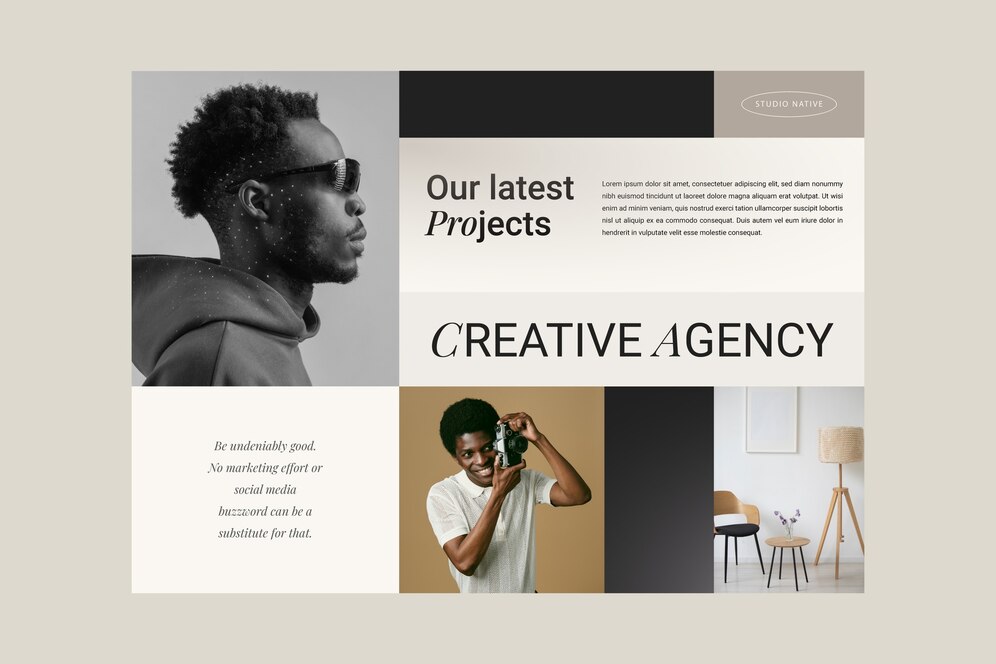 STUDIO NATIVE
Our latest
Projects
Lorem ipsum dolor sit amet, consectetuer adipiscing elit, sed diam nonummy
nibh euismod tincidunt ut laoreet dolore magna aliquam erat volutpat. Ut wisi
enim ad minim veniam, quis nostrud exerci tation ullamcorper suscipit lobortis
nisl ut aliquip ex ea commodo consequat. Duis autem vel eum iriure dolor in
hendrerit in vulputate velit esse molestie consequat.
CREATIVE AGENCY
Be undeniably good.
No marketing effort or
social media
buzzword can be a
substitute for that.